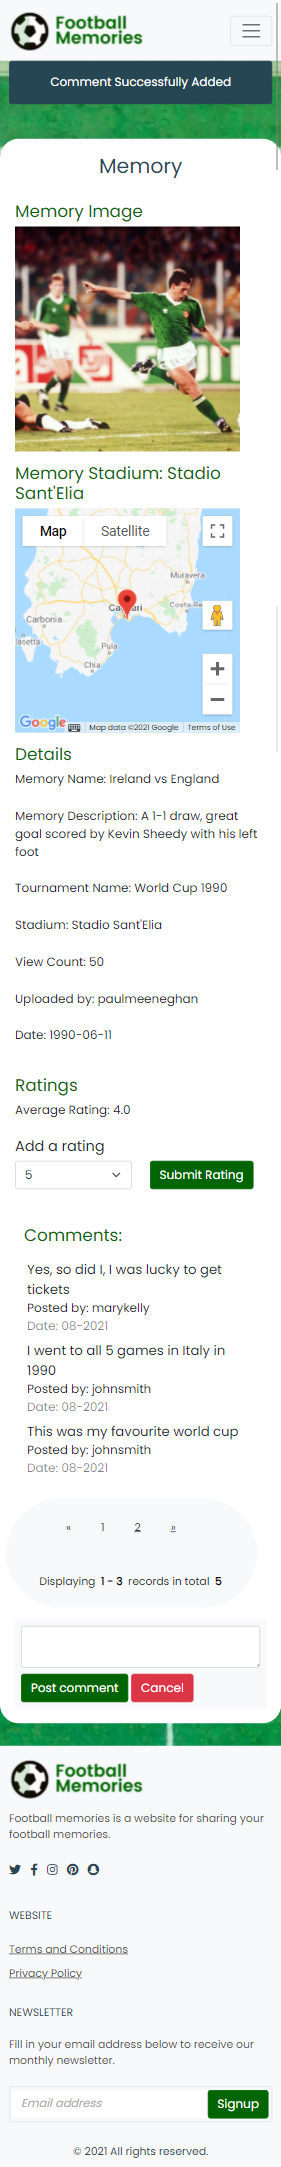 Football
Memories
Comment Successfully Added
Memory
Memory Image
Memory Stadium: Stadio
Sant'Elia
Map
Satellite
Muravera
Carbonia
Cagliari
Costa Re
Pula
Chia
Google
Map data ©2021 Google
Terms of Use
Details
Memory Name: Ireland vs England
Memory Description: A 1-1 draw, great
goal scored by Kevin Sheedy with his left
foot
Tournament Name: World Cup 1990
Stadium: Stadio Sant'Elia
View Count: 50
Uploaded by: paulmeeneghan
Date: 1990-06-11
Ratings
Average Rating: 4.0
Add a rating
5
Submit Rating
Comments:
Yes, so did I, I was lucky to get
tickets
Posted by: marykelly
Date: 08-2021
I went to all 5 games in Italy in
1990
Posted by: johnsmith
Date: 08-2021
This was my favourite world cup
Posted by: johnsmith
Date: 08-2021
« 1 2 »
Displaying 1 - 3 records in total 5
Post comment
Cancel
Football
Memories
Football memories is a website for sharing your
football memories.
WEBSITE
Terms and Conditions
Privacy Policy
NEWSLETTER
Fill in your email address below to receive our
monthly newsletter.
Email address
Signup
© 2021 All rights reserved.